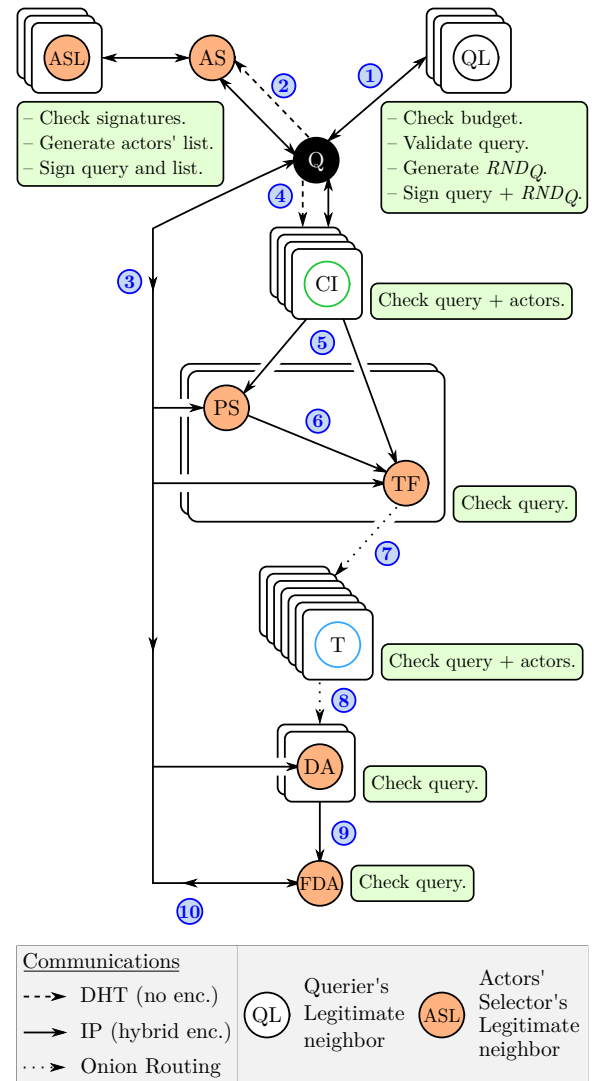 ASL
AS
2
1
QL
– Check signatures.
– Generate actors' list.
– Sign query and list.
– Check budget.
– Validate query.
– Generate RNDQ.
– Sign query + RNDQ.
Q
4
3
CI
Check query + actors.
5
PS
6
TF
Check query.
7
T
Check query + actors.
8
DA
Check query.
9
FDA
Check query.
10
Communications
DHT (no enc.)
IP (hybrid enc.)
Onion Routing
QL
Querier's
Legitimate
neighbor
ASL
Actors'
Selector's
Legitimate
neighbor